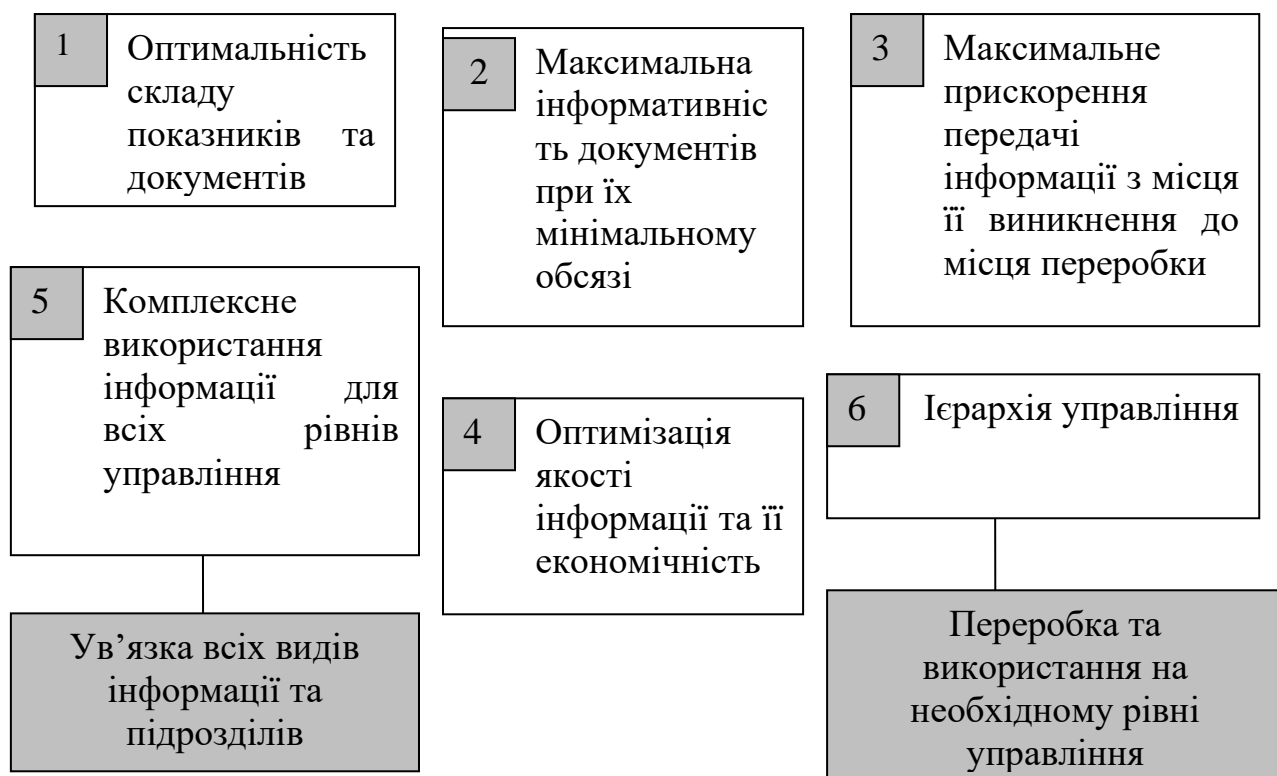 1
Оптимальність
складу
показників та
документів
2
Максимальна
інформативніс
ть документів
при їх
мінімальному
обсязі
3
Максимальне
прискорення
передачі
інформації з місця
її виникнення до
місця переробки
5
Комплексне
використання
інформації для
всіх рівнів
управління
4
Оптимізація
якості
інформації та її
економічність
6
Ієрархія управління
Ув’язка всіх видів
інформації та
підрозділів
Переробка та
використання на
необхідному рівні
управління